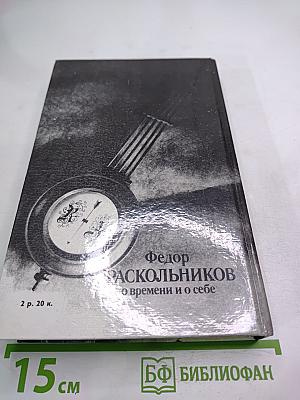 Федор
РАСКОЛЬНИКОВ
о времени и о себе
2 р. 20 к.
15 см
БФ БИБЛИОФАН